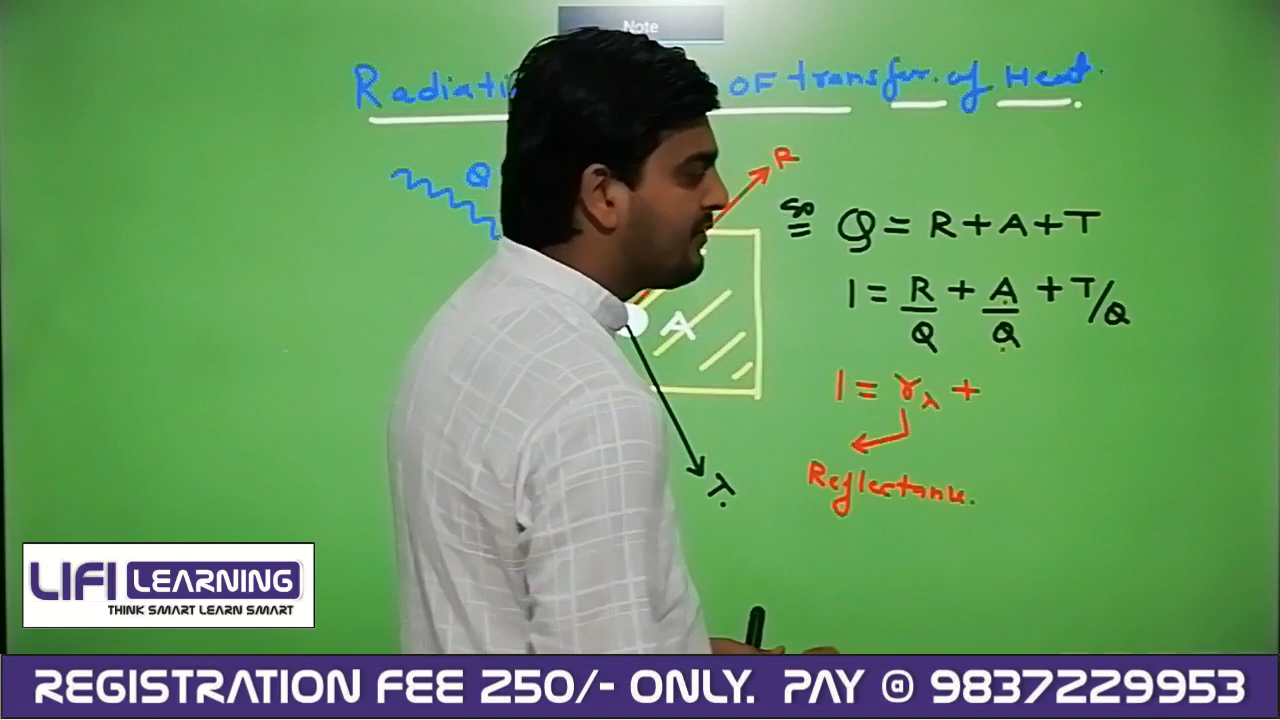 Note
Radiati OF transfer. of Heat.
Q
R
A
T.
so Q = R + A + T
1 = R/Q + A/Q + T/Q
1 = rλ +
Reflectance.
LIFI LEARNING
THINK SMART LEARN SMART
REGISTRATION FEE 250/- ONLY. PAY @ 9837229953